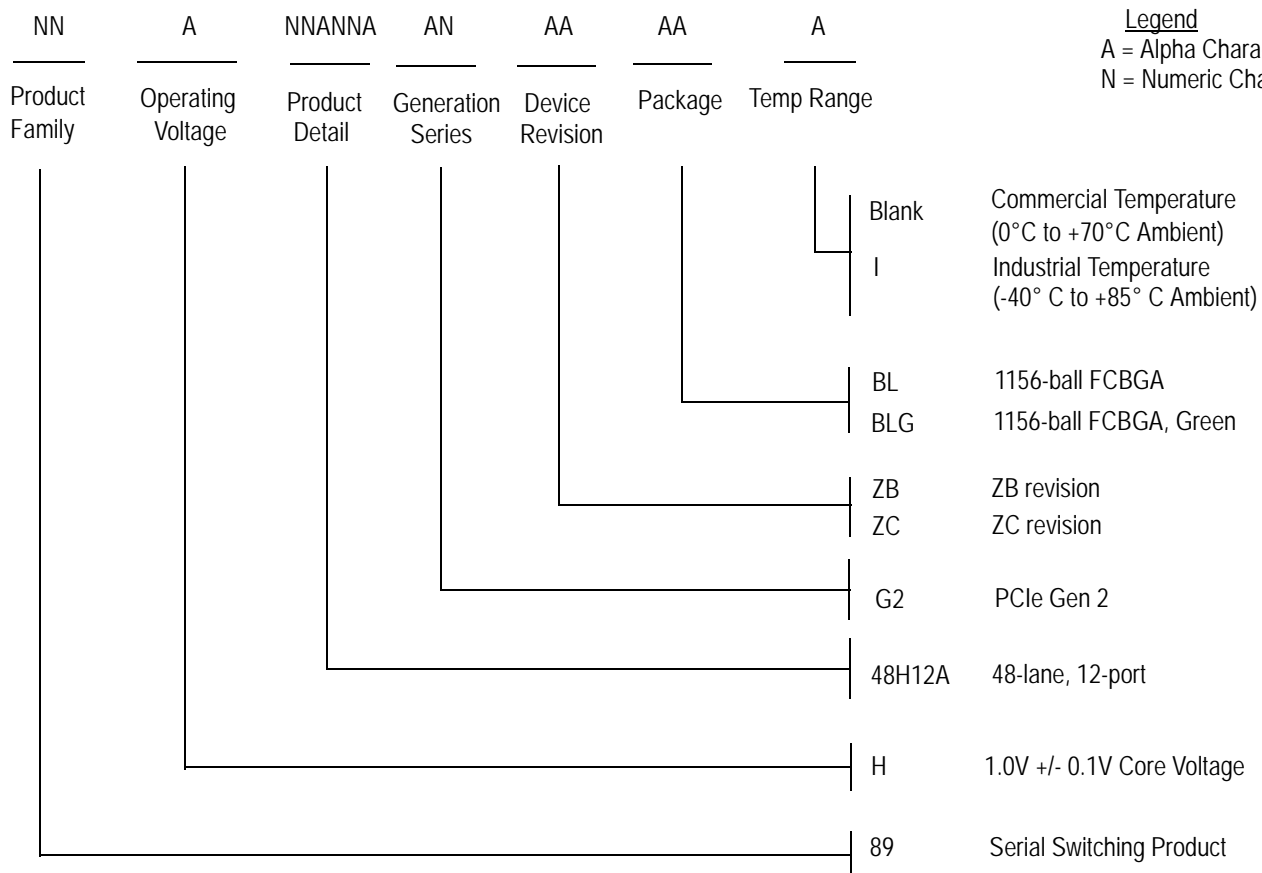 NN A NNANNA AN AA AA A
Legend
A = Alpha
N = Numeric
Product Family
Operating Voltage
Product Detail
Generation Series
Device Revision
Package
Temp Range
Blank Commercial Temperature
(0°C to +70°C Ambient)
I Industrial Temperature
(-40° C to +85° C Ambient)
BL 1156-ball FCBGA
BLG 1156-ball FCBGA, Green
ZB ZB revision
ZC ZC revision
G2 PCIe Gen 2
48H12A 48-lane, 12-port
H 1.0V +/- 0.1V Core Voltage
89 Serial Switching Product